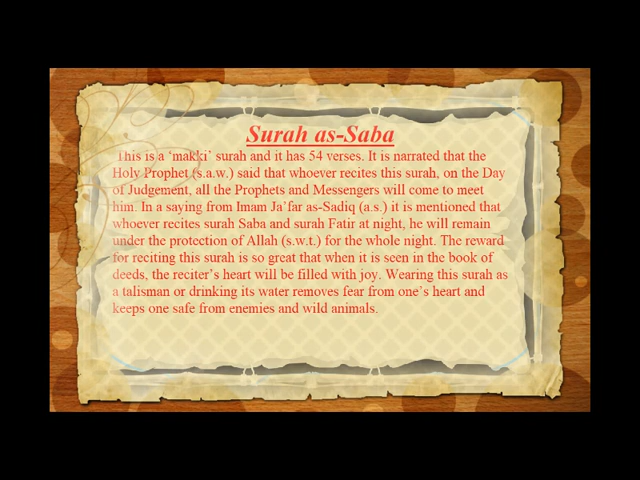 Surah as-Saba
This is a ‘makki’ surah and it has 54 verses. It is narrated that the
Holy Prophet (s.a.w.) said that whoever recites this surah, on the Day
of Judgement, all the Prophets and Messengers will come to meet
him. In a saying from Imam Ja’far as-Sadiq (a.s.) it is mentioned that
whoever recites surah Saba and surah Fatir at night, he will remain
under the protection of Allah (s.w.t.) for the whole night. The reward
for reciting this surah is so great that when it is seen in the book of
deeds, the reciter’s heart will be filled with joy. Wearing this surah as
a talisman or drinking its water removes fear from one’s heart and
keeps one safe from enemies and wild animals.